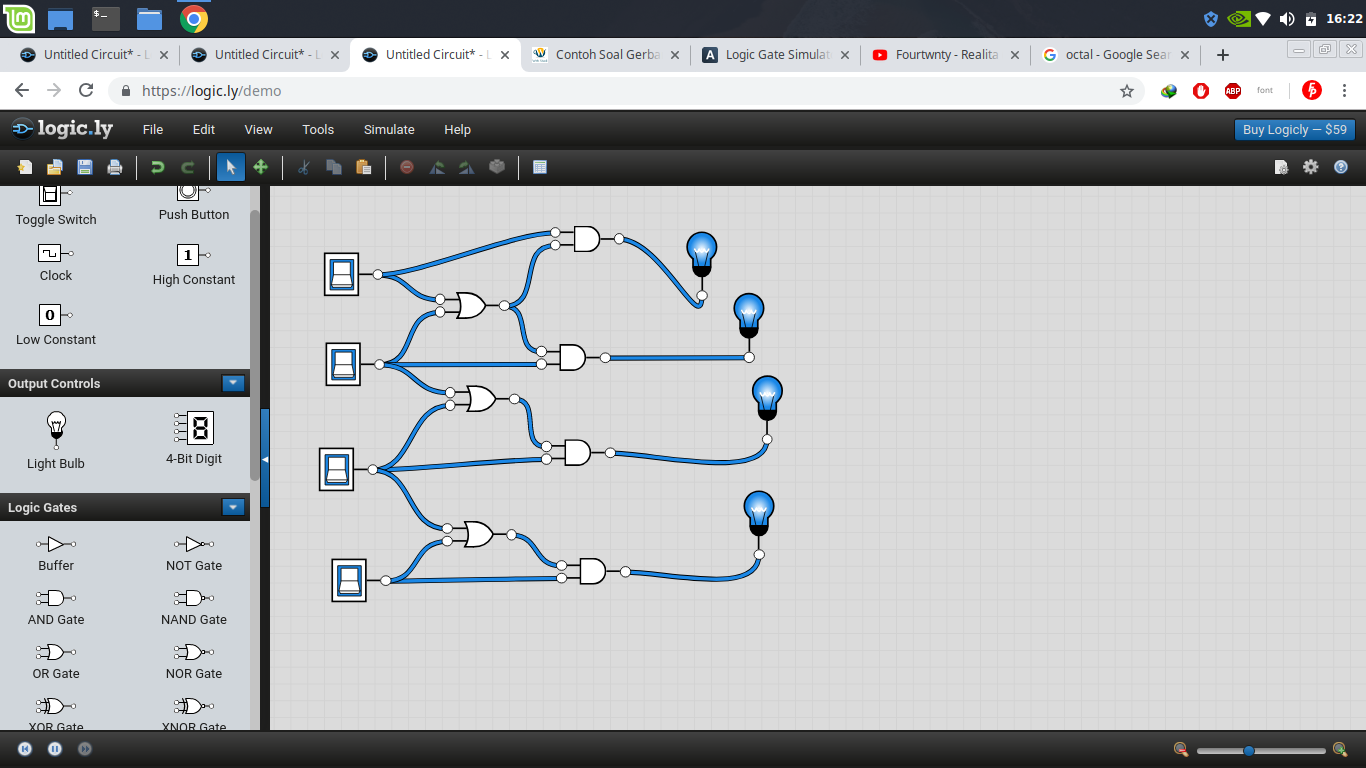 16:22
Untitled Circuit* - L
Untitled Circuit* - L
Untitled Circuit* - L
Contoh Soal Gerba
Logic Gate Simulat
Fourtwnty - Realita
octal - Google Sear
https://logic.ly/demo
ABP
font
logic.ly
File
Edit
View
Tools
Simulate
Help
Buy Logicly — $59
Toggle Switch
Push Button
Clock
1
High Constant
0
Low Constant
Output Controls
Light Bulb
8
4-Bit Digit
Logic Gates
Buffer
NOT Gate
AND Gate
NAND Gate
OR Gate
NOR Gate
XOR Gate
XNOR Gate